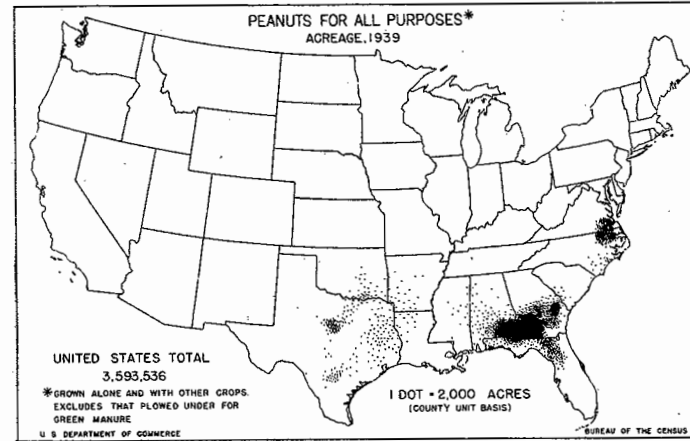 PEANUTS FOR ALL PURPOSES*
ACREAGE, 1939
UNITED STATES TOTAL
3,593,536
*GROWN ALONE AND WITH OTHER CROPS.
EXCLUDES THAT PLOWED UNDER FOR
GREEN MANURE
U S DEPARTMENT OF COMMERCE
1 DOT = 2,000 ACRES
(COUNTY UNIT BASIS)
BUREAU OF THE CENSUS